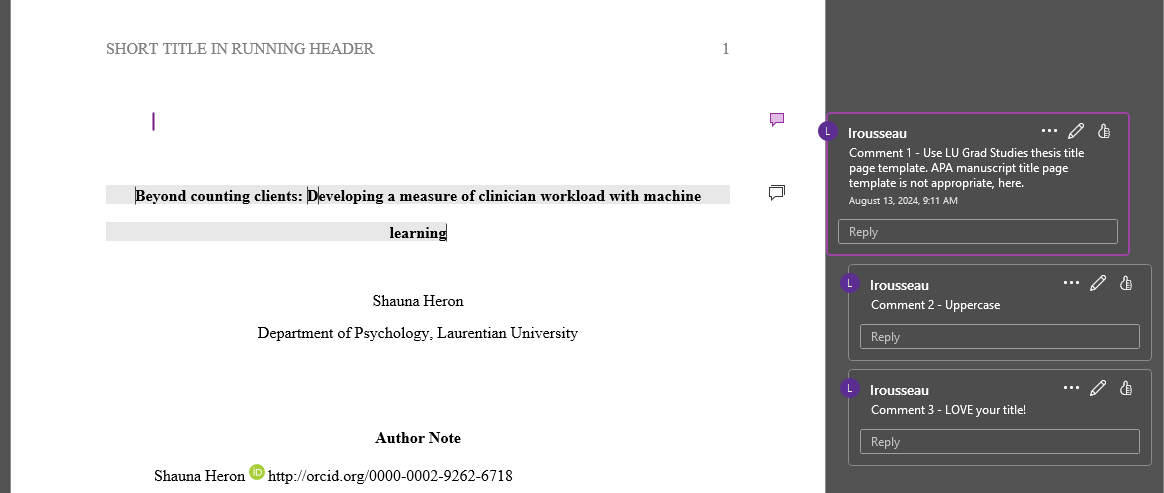 SHORT TITLE IN RUNNING HEADER 1
Beyond counting clients: Developing a measure of clinician workload with machine
learning
Shauna Heron
Department of Psychology, Laurentian University
Author Note
Shauna Heron iD http://orcid.org/0000-0002-9262-6718
L
lrousseau
Comment 1 - Use LU Grad Studies thesis title
page template. APA manuscript title page
template is not appropriate, here.
August 13, 2024, 9:11 AM
Reply
L
lrousseau
Comment 2 - Uppercase
Reply
L
lrousseau
Comment 3 - LOVE your title!
Reply